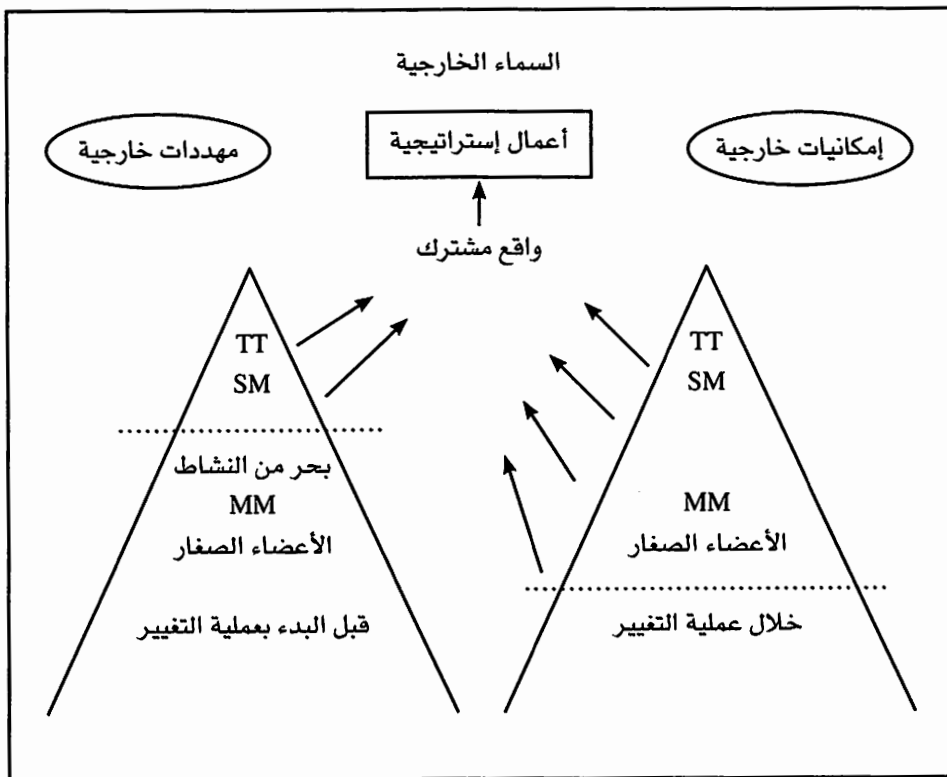 السماء الخارجية
إمكانيات خارجية
أعمال إستراتيجية
مهددات خارجية
واقع مشترك
TT
SM
MM
الأعضاء الصغار
خلال عملية التغيير
TT
SM
بحر من النشاط
MM
الأعضاء الصغار
قبل البدء بعملية التغيير